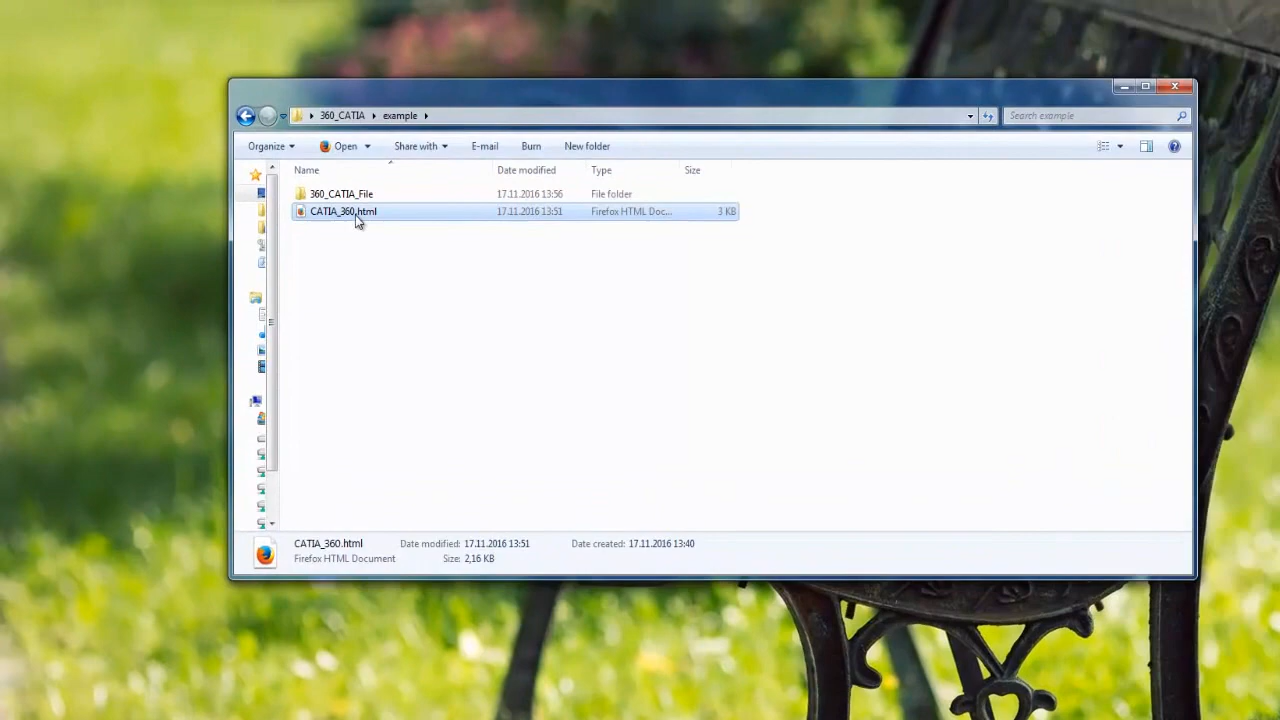 360_CATIA example
Search example
Organize Open Share with E-mail Burn New folder
Name Date modified Type Size
360_CATIA_File 17.11.2016 13:56 File folder
CATIA_360.html 17.11.2016 13:51 Firefox HTML Doc... 3 KB
CATIA_360.html Date modified: 17.11.2016 13:51 Date created: 17.11.2016 13:40
Firefox HTML Document Size: 2,16 KB